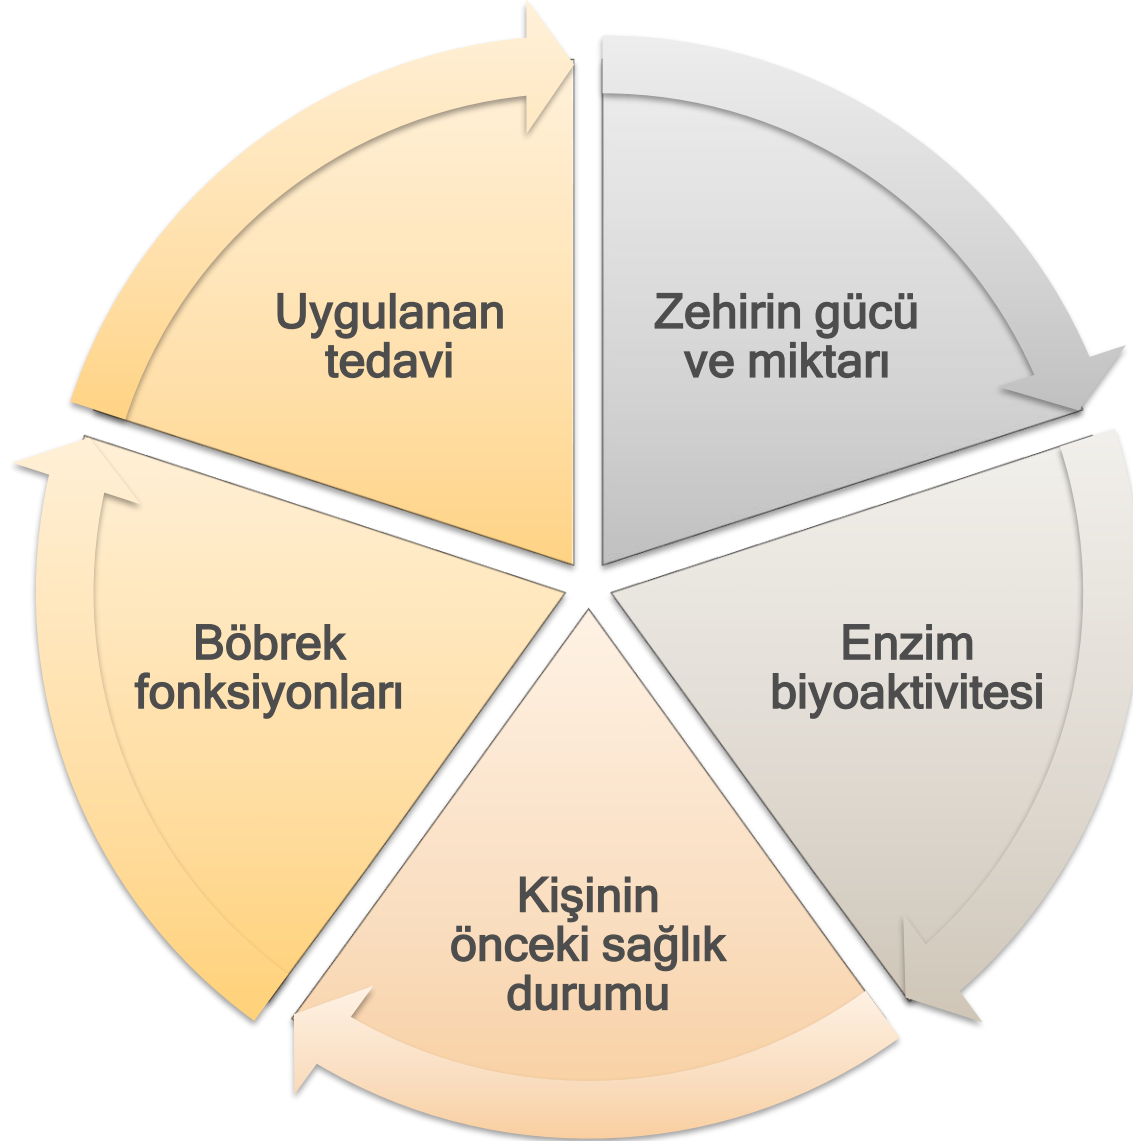 Uygulanan
tedavi
Zehirin gücü
ve miktarı
Böbrek
fonksiyonları
Enzim
biyoaktivitesi
Kişinin
önceki sağlık
durumu